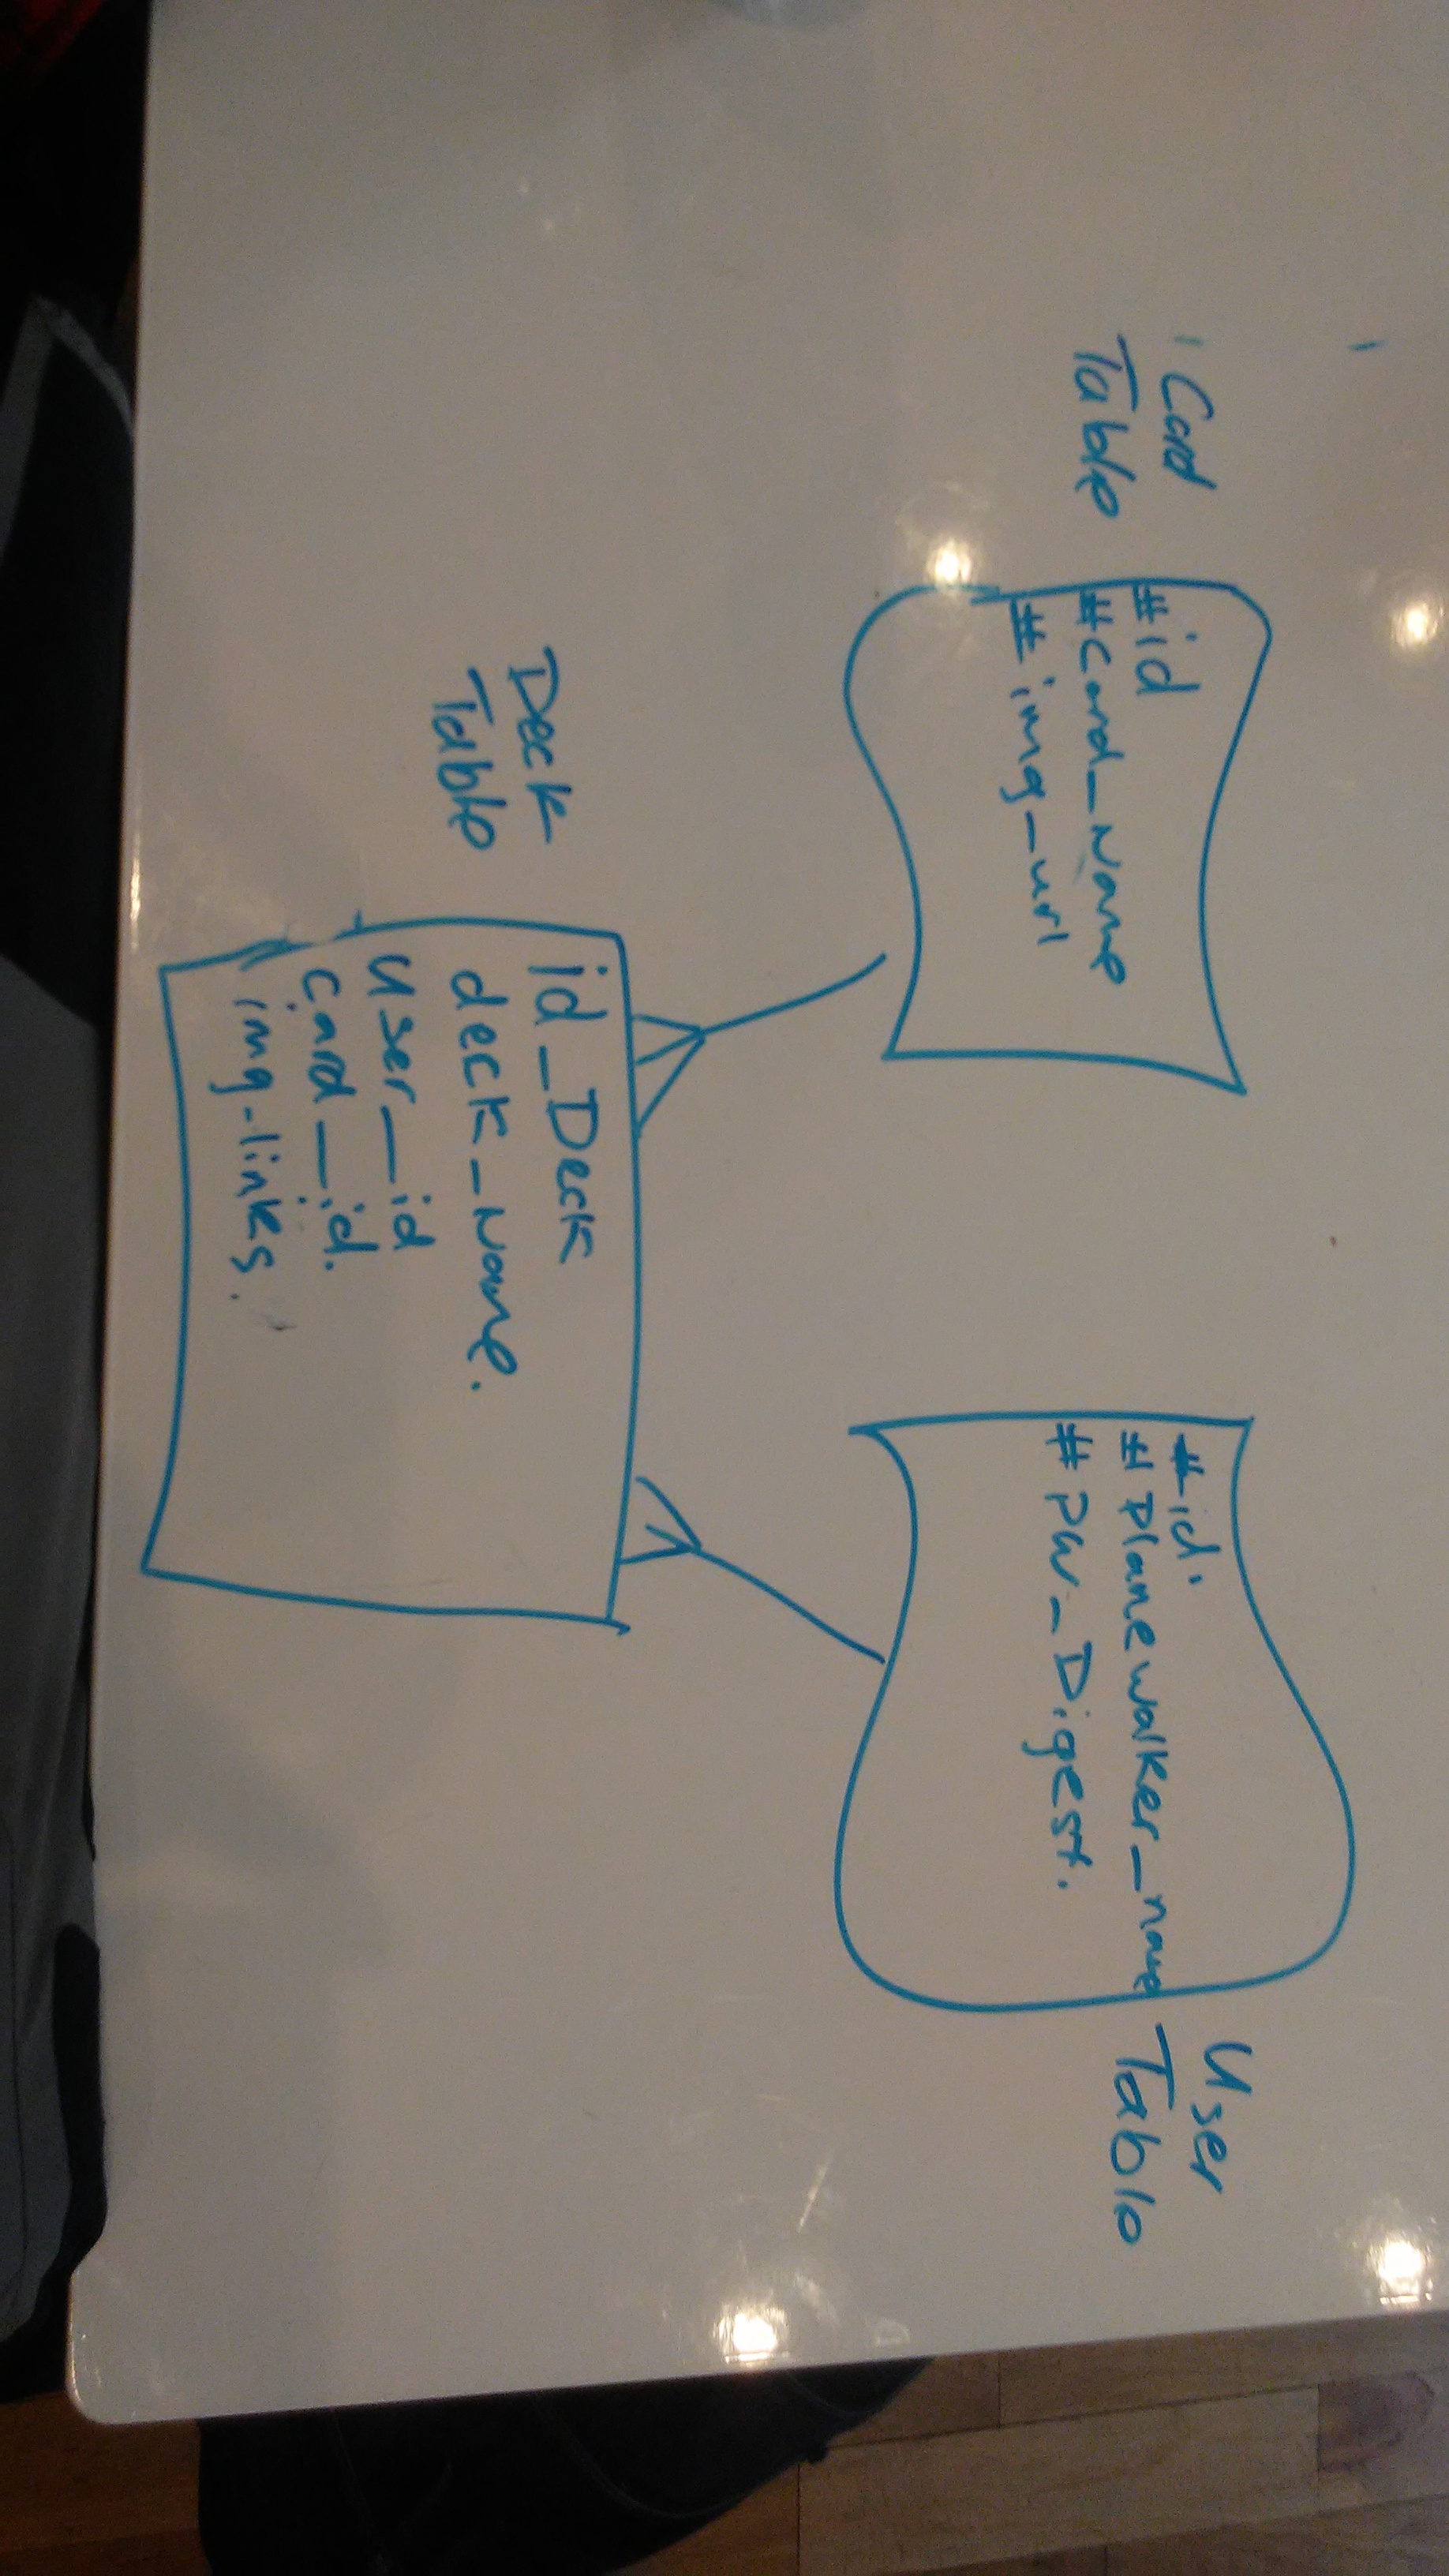 Card
Table
#id
#card_Name
#img_url
#id.
#Planewalker_name
#PW_Digest.
User
Table
Deck
Table
id_Deck
deck_Name.
user_id
card_id.
img-links.